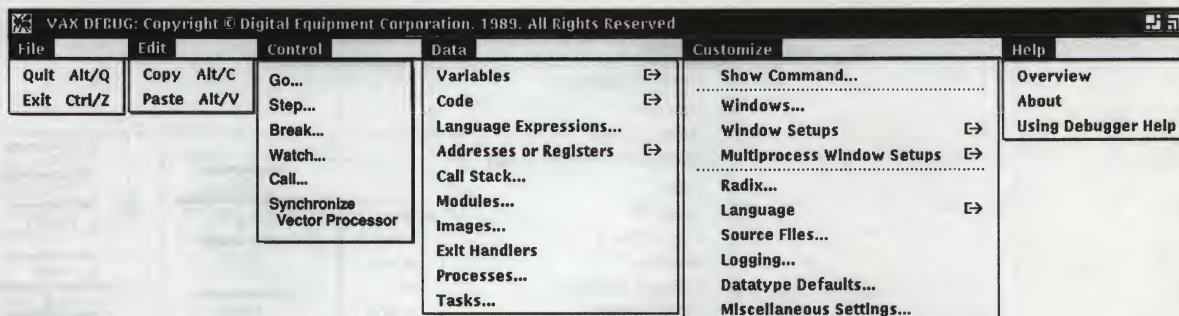 VAX DEBUG: Copyright © Digital Equipment Corporation. 1989. All Rights Reserved
File Edit Control Data Customize Help
Quit Alt/Q
Exit Ctrl/Z
Copy Alt/C
Paste Alt/V
Go...
Step...
Break...
Watch...
Call...
Synchronize
Vector Processor
Variables
Code
Language Expressions...
Addresses or Registers
Call Stack...
Modules...
Images...
Exit Handlers
Processes...
Tasks...
Show Command...
Windows...
Window Setups
Multiprocess Window Setups
Radix...
Language
Source Files...
Logging...
Datatype Defaults...
Miscellaneous Settings...
Overview
About
Using Debugger Help